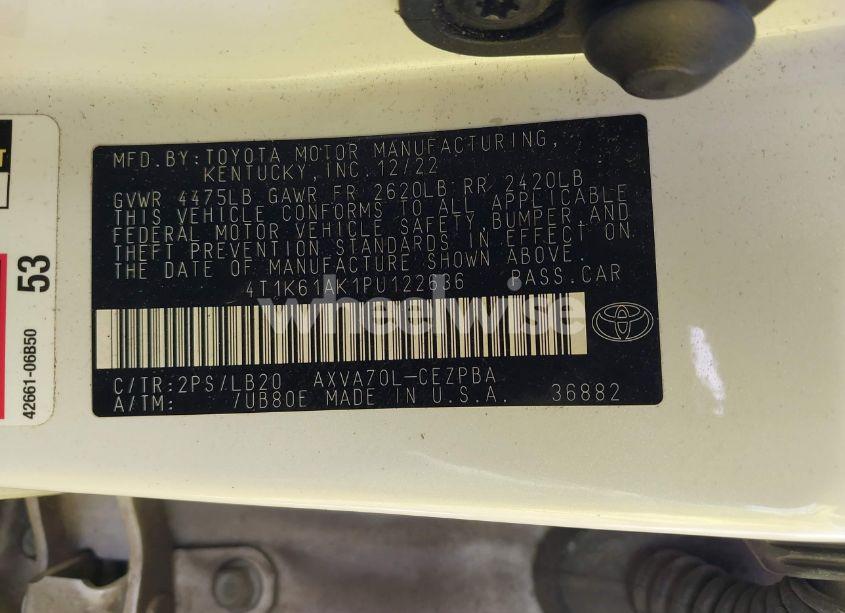 MFD. BY: TOYOTA MOTOR MANUFACTURING,
KENTUCKY, INC. 12/22
GVWR 4475LB GAWR FR 2620LB RR 2420LB
THIS VEHICLE CONFORMS TO ALL APPLICABLE
FEDERAL MOTOR VEHICLE SAFETY, BUMPER, AND
THEFT PREVENTION STANDARDS IN EFFECT ON
THE DATE OF MANUFACTURE SHOWN ABOVE.
4T1K61AK1PU122636 PASS. CAR
wheelwise
C/TR: 2PS/LB20 AXVA70L-CEZPBA
A/TM: /UB80E MADE IN U.S.A. 36882
53
42661-06B50